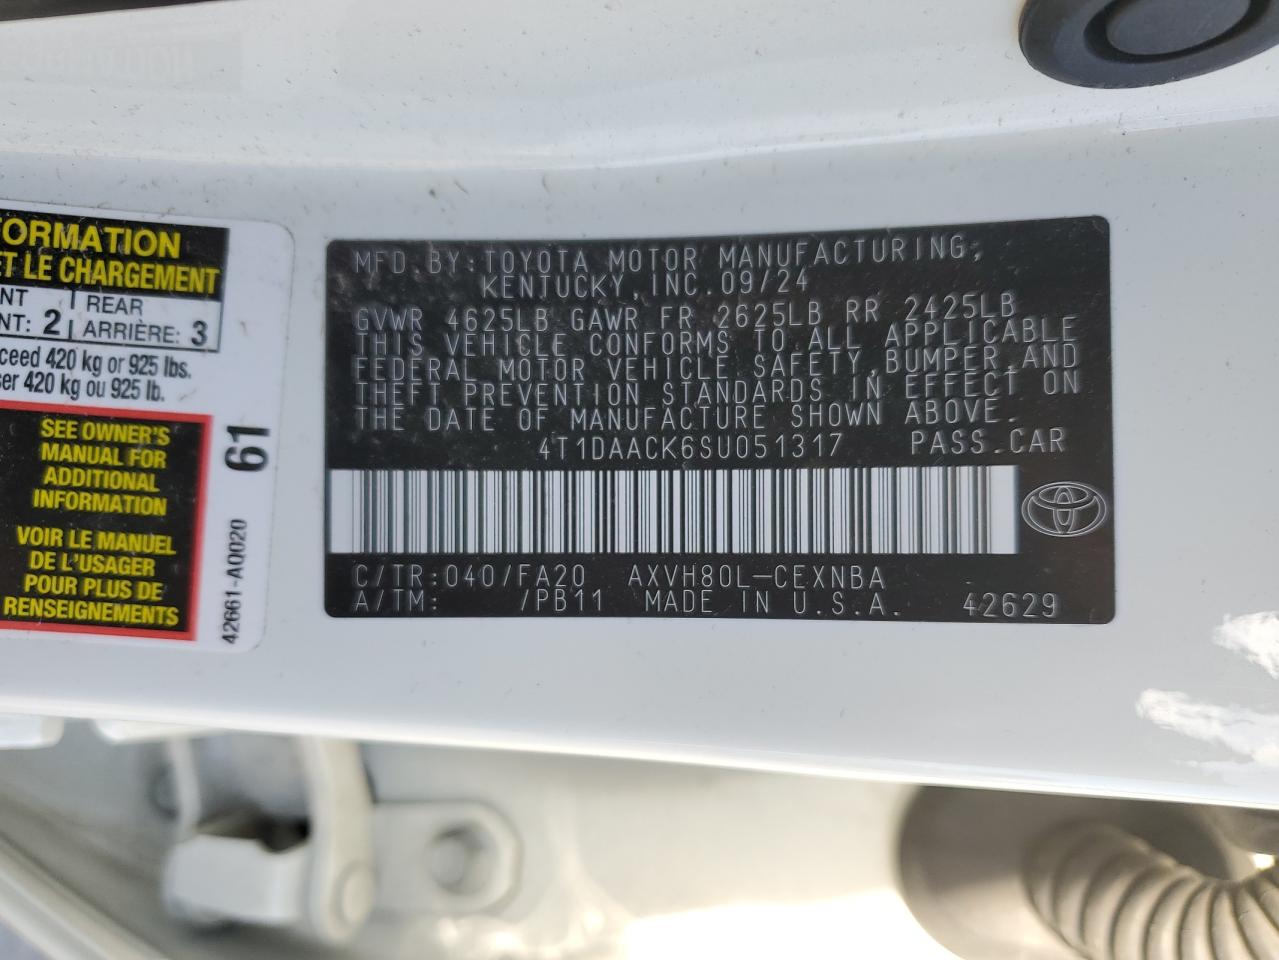 FORMATION
ET LE CHARGEMENT
REAR
2 ARRIÈRE: 3
420 kg or 925 lbs.
420 kg ou 925 lb.
SEE OWNER'S
MANUAL FOR
ADDITIONAL
INFORMATION
VOIR LE MANUEL
DE L'USAGER
POUR PLUS DE
RENSEIGNEMENTS
61
42661-A0020
MFD.BY:TOYOTA MOTOR MANUFACTURING,
KENTUCKY,INC.09/24
GVWR 4625LB GAWR FR 2625LB RR 2425LB
THIS VEHICLE CONFORMS TO ALL APPLICABLE
FEDERAL MOTOR VEHICLE SAFETY,BUMPER,AND
THEFT PREVENTION STANDARDS IN EFFECT ON
THE DATE OF MANUFACTURE SHOWN ABOVE.
4T1DAACK6SU051317 PASS.CAR
C/TR:040/FA20 AXVH80L-CEXNBA
A/TM: /PB11 MADE IN U.S.A. 42629